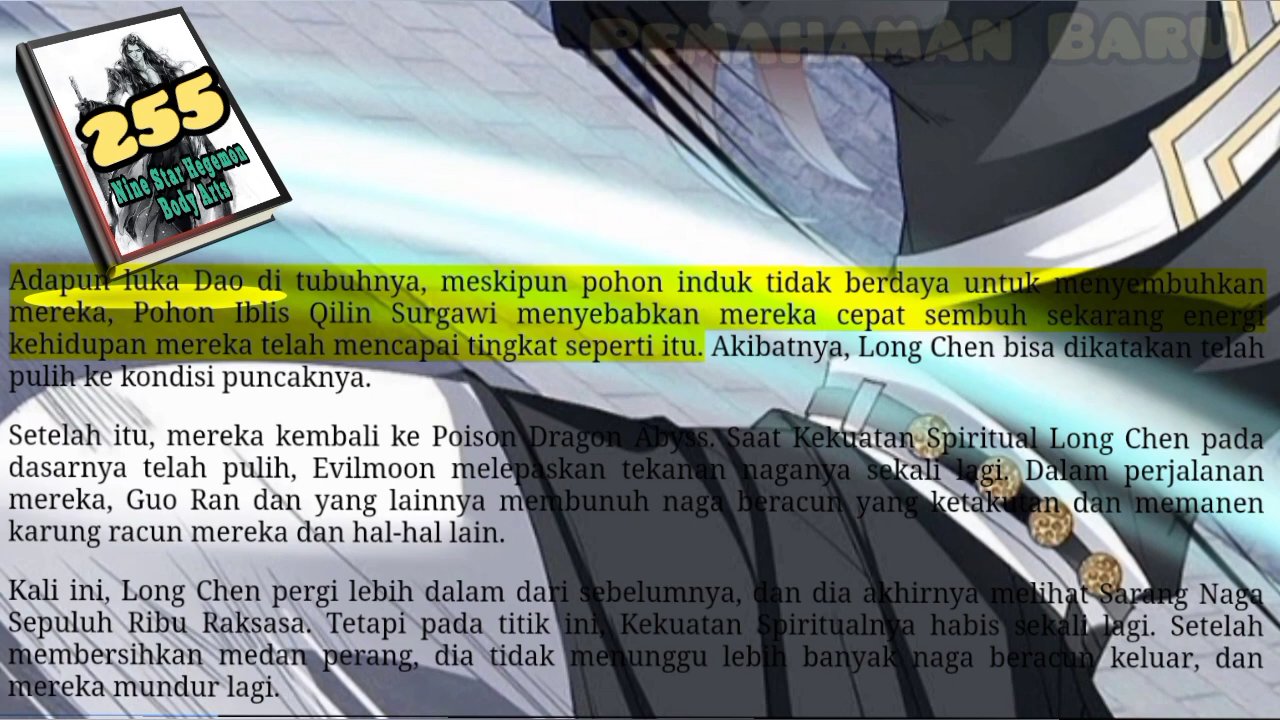 PEMAHAMAN BARU
255
Nine Star Hegemon
Body Arts
Adapun luka Dao di tubuhnya, meskipun pohon induk tidak berdaya untuk menyembuhkan
mereka, Pohon Iblis Qilin Surgawi menyebabkan mereka cepat sembuh sekarang energi
kehidupan mereka telah mencapai tingkat seperti itu. Akibatnya, Long Chen bisa dikatakan telah
pulih ke kondisi puncaknya.
Setelah itu, mereka kembali ke Poison Dragon Abyss. Saat Kekuatan Spiritual Long Chen pada
dasarnya telah pulih, Evilmoon melepaskan tekanan naganya sekali lagi. Dalam perjalanan
mereka, Guo Ran dan yang lainnya membunuh naga beracun yang ketakutan dan memanen
karung racun mereka dan hal-hal lain.
Kali ini, Long Chen pergi lebih dalam dari sebelumnya, dan dia akhirnya melihat Sarang Naga
Sepuluh Ribu Raksasa. Tetapi pada titik ini, Kekuatan Spiritualnya habis sekali lagi. Setelah
membersihkan medan perang, dia tidak menunggu lebih banyak naga beracun keluar, dan
mereka mundur lagi.